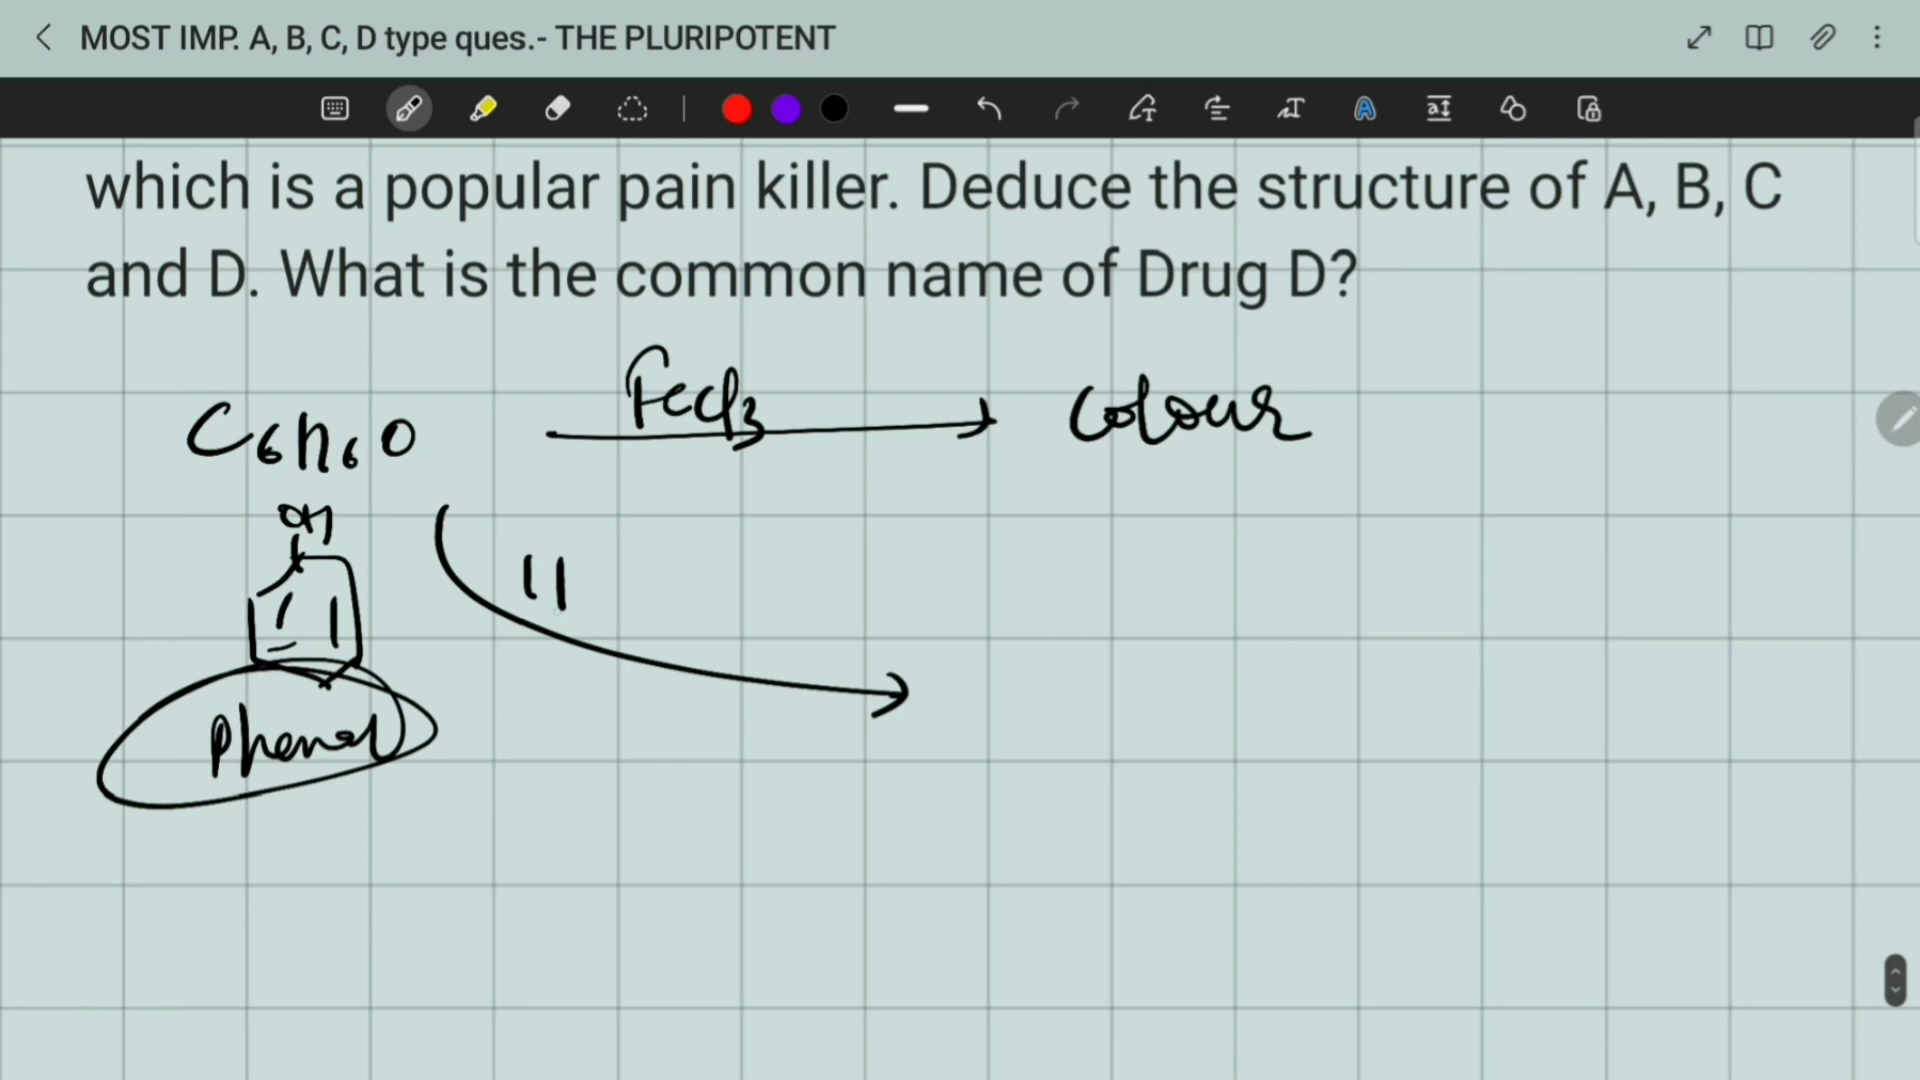 MOST IMP. A, B, C, D type ques.- THE PLURIPOTENT
which is a popular pain killer. Deduce the structure of A, B, C
and D. What is the common name of Drug D?
C6H6O FeCl3 Colour
OH
Phenol